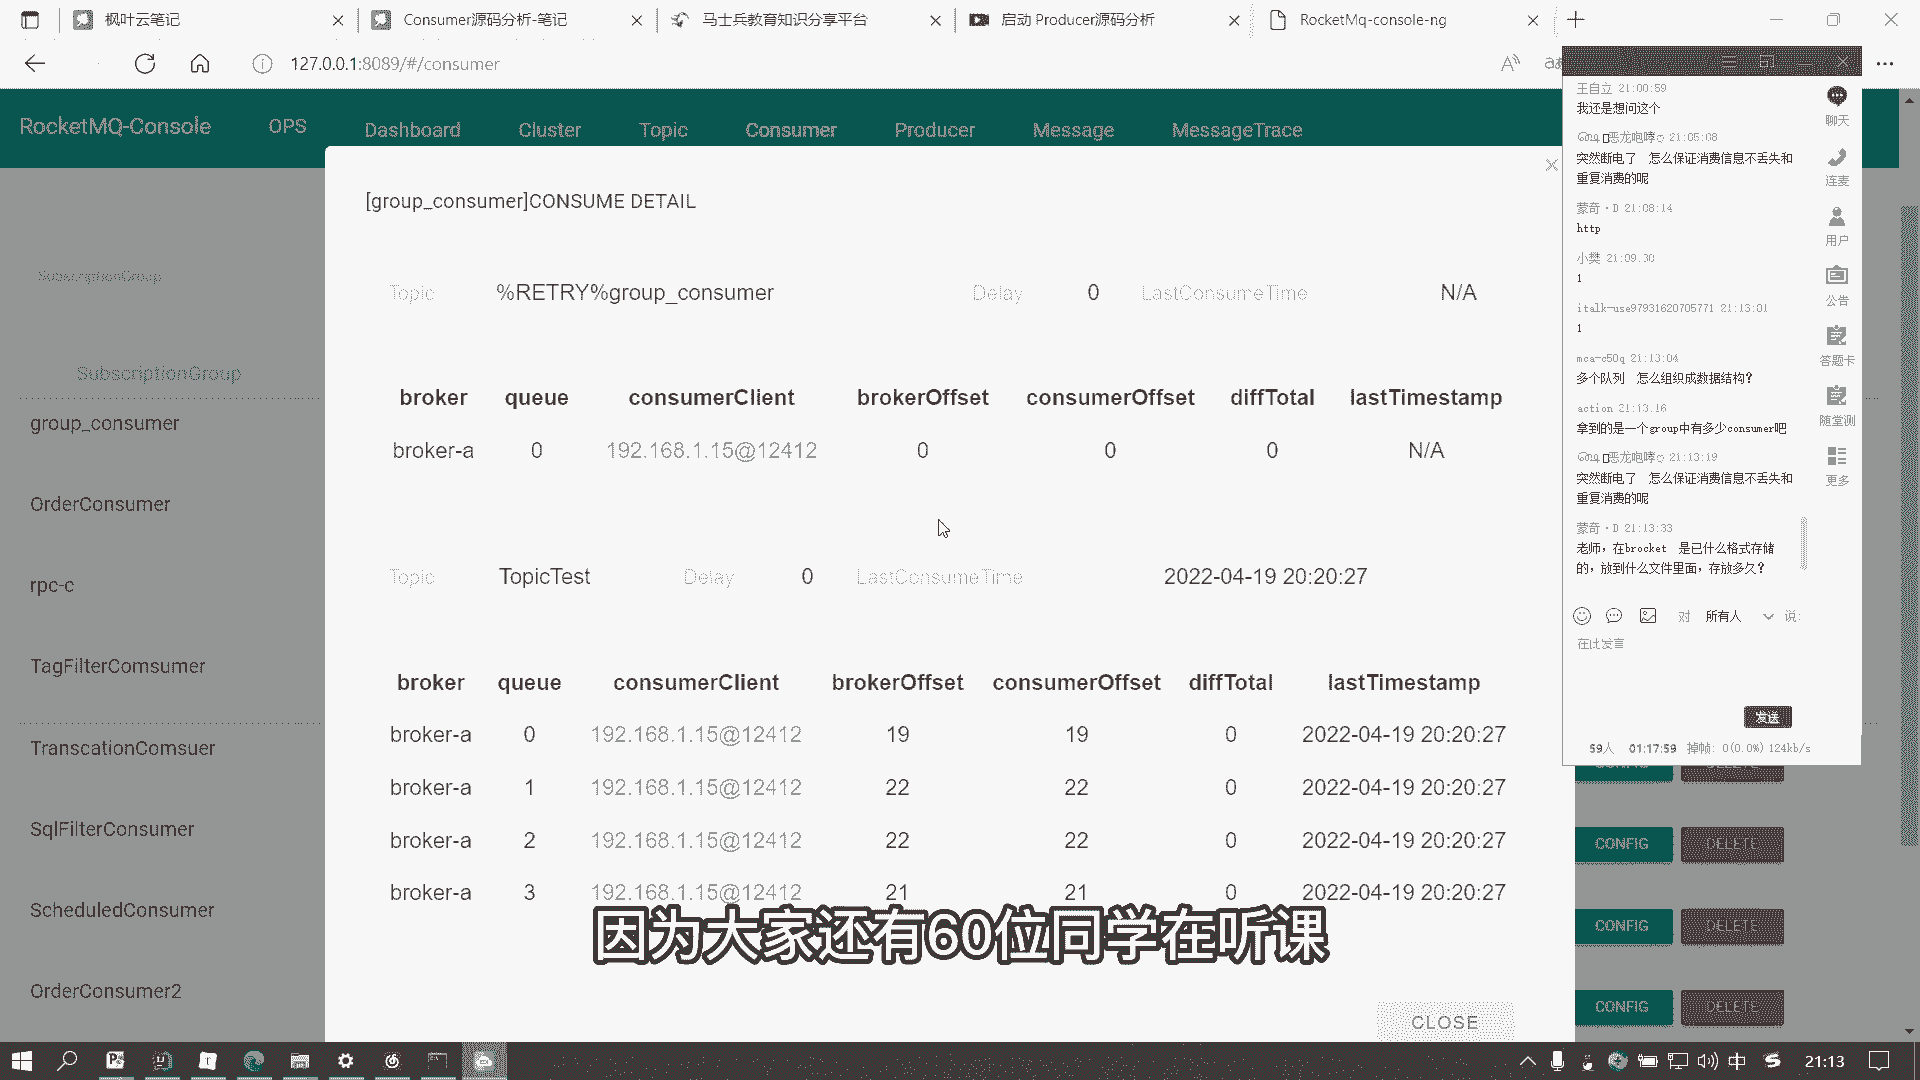 枫叶云笔记
Consumer源码分析-笔记
马士兵教育知识分享平台
启动 Producer源码分析
RocketMq-console-ng
127.0.0.1:8089/#/consumer
RocketMQ-Console
OPS
Dashboard
Cluster
Topic
Consumer
Producer
Message
MessageTrace
SubscriptionGroup
SubscriptionGroup
group_consumer
OrderConsumer
rpc-c
TagFilterComsumer
TranscationComsuer
SqlFilterConsumer
ScheduledConsumer
OrderConsumer2
[group_consumer]CONSUME DETAIL
Topic %RETRY%group_consumer Delay 0 LastConsumeTime N/A
broker queue consumerClient brokerOffset consumerOffset diffTotal lastTimestamp
broker-a 0 192.168.1.15@12412 0 0 0 N/A
Topic TopicTest Delay 0 LastConsumeTime 2022-04-19 20:20:27
broker queue consumerClient brokerOffset consumerOffset diffTotal lastTimestamp
broker-a 0 192.168.1.15@12412 19 19 0 2022-04-19 20:20:27
broker-a 1 192.168.1.15@12412 22 22 0 2022-04-19 20:20:27
broker-a 2 192.168.1.15@12412 22 22 0 2022-04-19 20:20:27
broker-a 3 192.168.1.15@12412 21 21 0 2022-04-19 20:20:27
CLOSE
因为大家还有60位同学在听课
王自立 21:00:59
我还是想问这个
恶龙咆哮 21:05:08
突然断电了 怎么保证消费信息不丢失和
重复消费的呢
蒙奇·D 21:08:14
http
小樊 21:09:30
1
italk-use97931620705771 21:13:01
1
mca-c50q 21:13:04
多个队列 怎么组织成数据结构?
action 21:13:16
拿到的是一个group中有多少consumer吧
恶龙咆哮 21:13:19
突然断电了 怎么保证消费信息不丢失和
重复消费的呢
蒙奇·D 21:13:33
老师，在brocket 是已什么格式存储
的，放到什么文件里面，存放多久?
对 所有人 说:
在此发言
发送
59人 01:17:59 掉帧: 0(0.0%) 124kb/s
聊天
连麦
用户
公告
答题卡
随堂测
更多
CONFIG DELETE
CONFIG DELETE
CONFIG DELETE
CONFIG DELETE
中
21:13